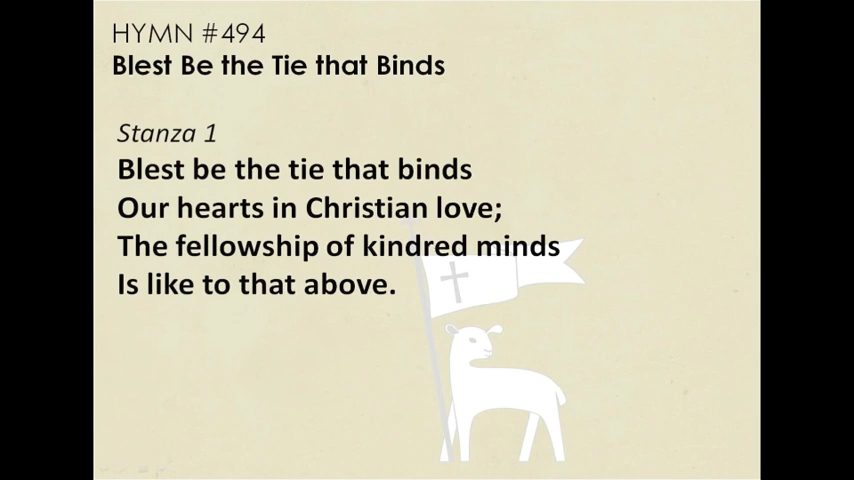 HYMN #494
Blest Be the Tie that Binds
Stanza 1
Blest be the tie that binds
Our hearts in Christian love;
The fellowship of kindred minds
Is like to that above.